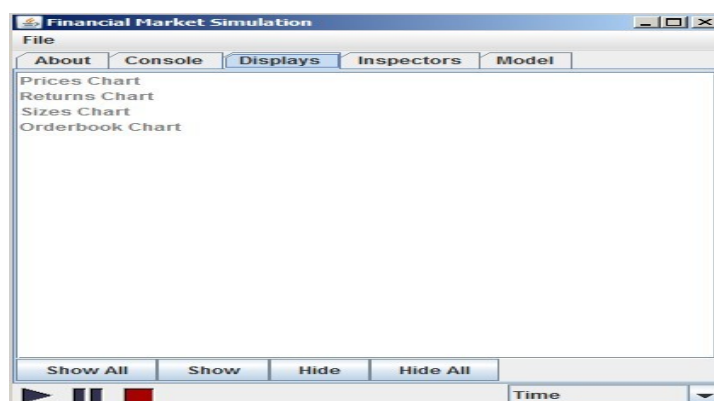 Financial Market Simulation
File
About Console Displays Inspectors Model
Prices Chart
Returns Chart
Sizes Chart
Orderbook Chart
Show All Show Hide Hide All
Time